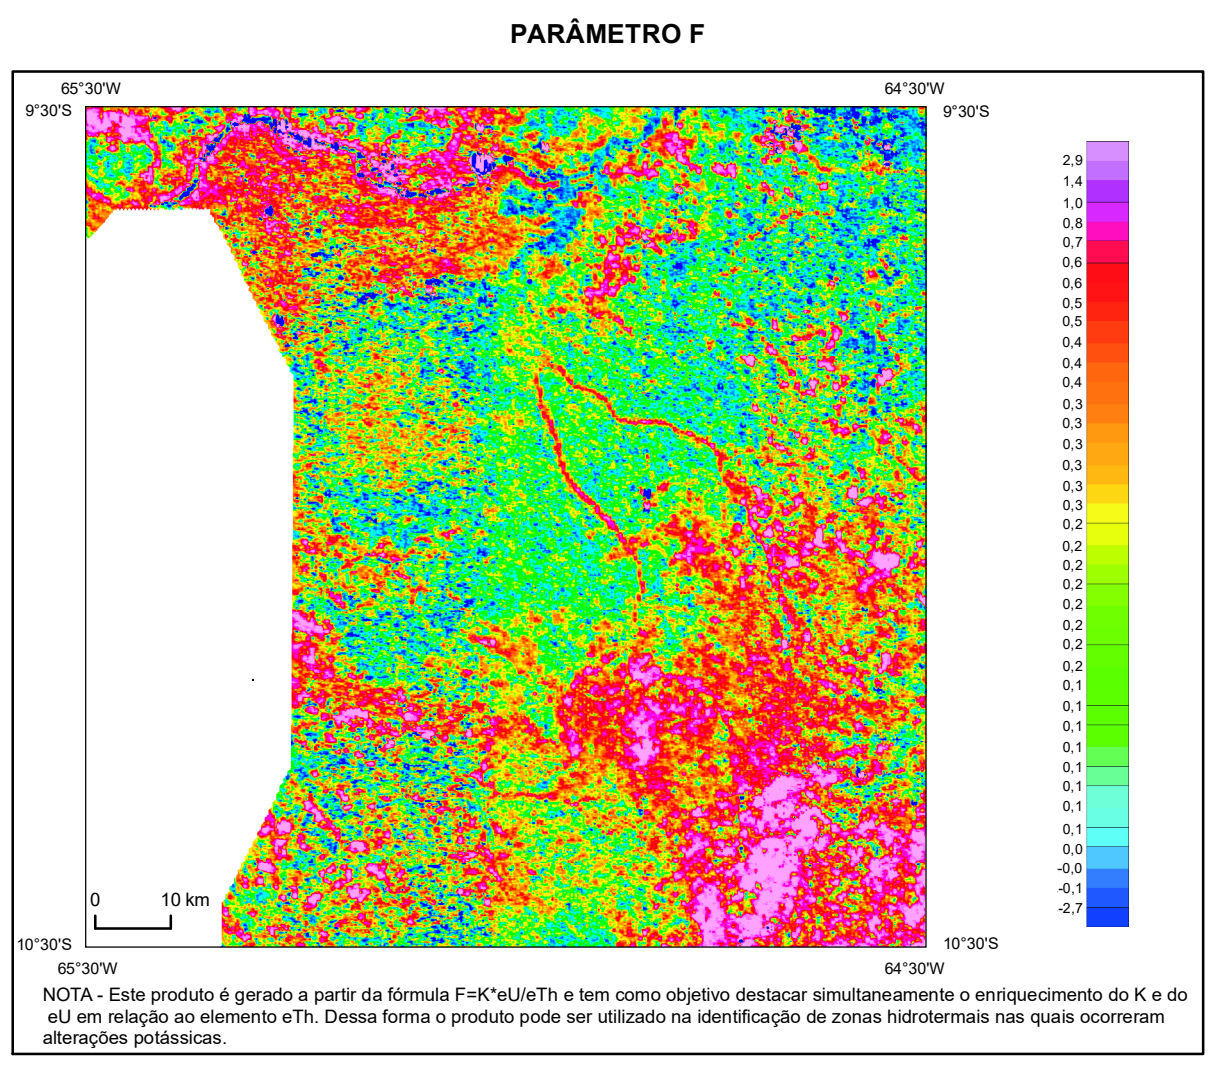 PARÂMETRO F
65°30'W
64°30'W
9°30'S
9°30'S
2,9
1,4
1,0
0,8
0,7
0,6
0,6
0,5
0,5
0,4
0,4
0,4
0,3
0,3
0,3
0,3
0,3
0,3
0,2
0,2
0,2
0,2
0,2
0,2
0,2
0,2
0,1
0,1
0,1
0,1
0,1
0,1
0,1
0,0
-0,0
-0,1
-2,7
0 10 km
10°30'S
10°30'S
65°30'W
64°30'W
NOTA - Este produto é gerado a partir da fórmula F=K*eU/eTh e tem como objetivo destacar simultaneamente o enriquecimento do K e do
eU em relação ao elemento eTh. Dessa forma o produto pode ser utilizado na identificação de zonas hidrotermais nas quais ocorreram
alterações potássicas.